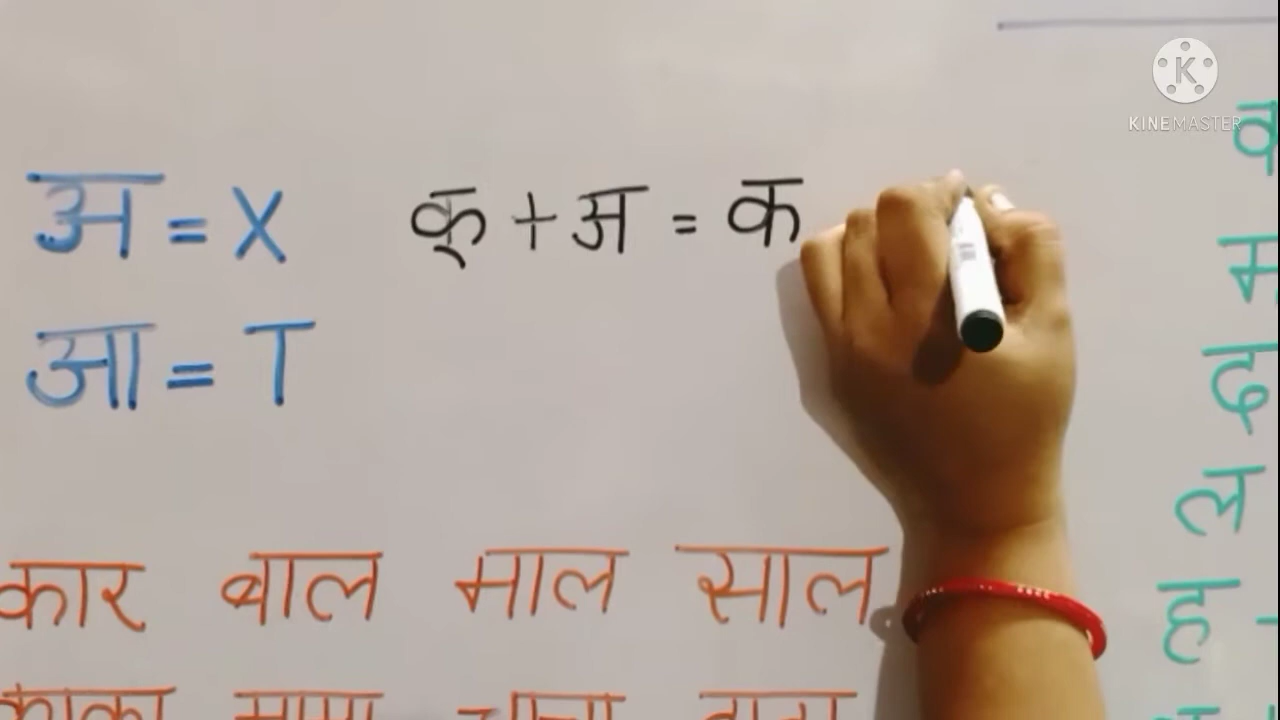 KINEMASTER
अ = X क् + अ = क
आ = T
कार बाल माल साल
काका मामा चाचा दादा
म
द
ल
ह